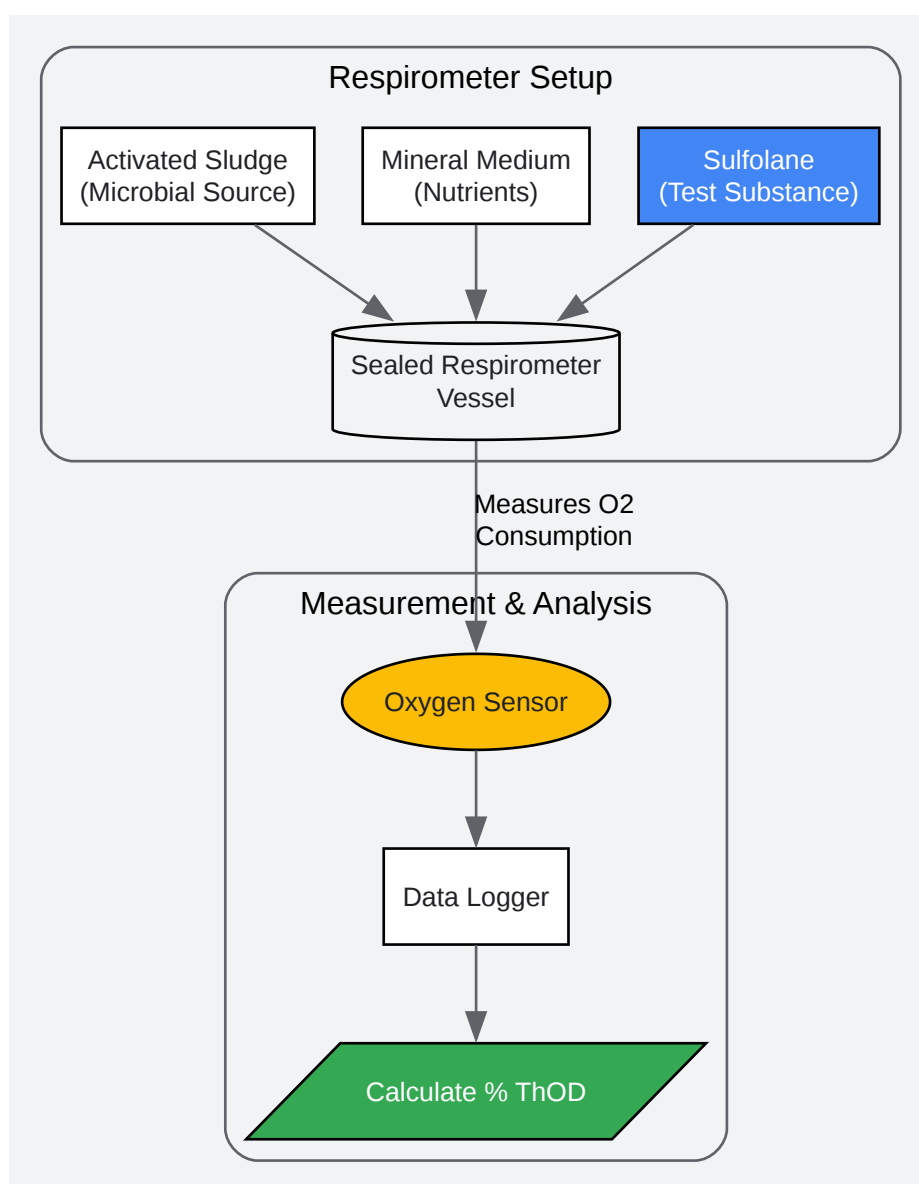 Respirometer Setup
Activated Sludge
(Microbial Source)
Mineral Medium
(Nutrients)
Sulfolane
(Test Substance)
Sealed Respirometer
Vessel
Measures O2
Consumption
Measurement & Analysis
Oxygen Sensor
Data Logger
Calculate % ThOD